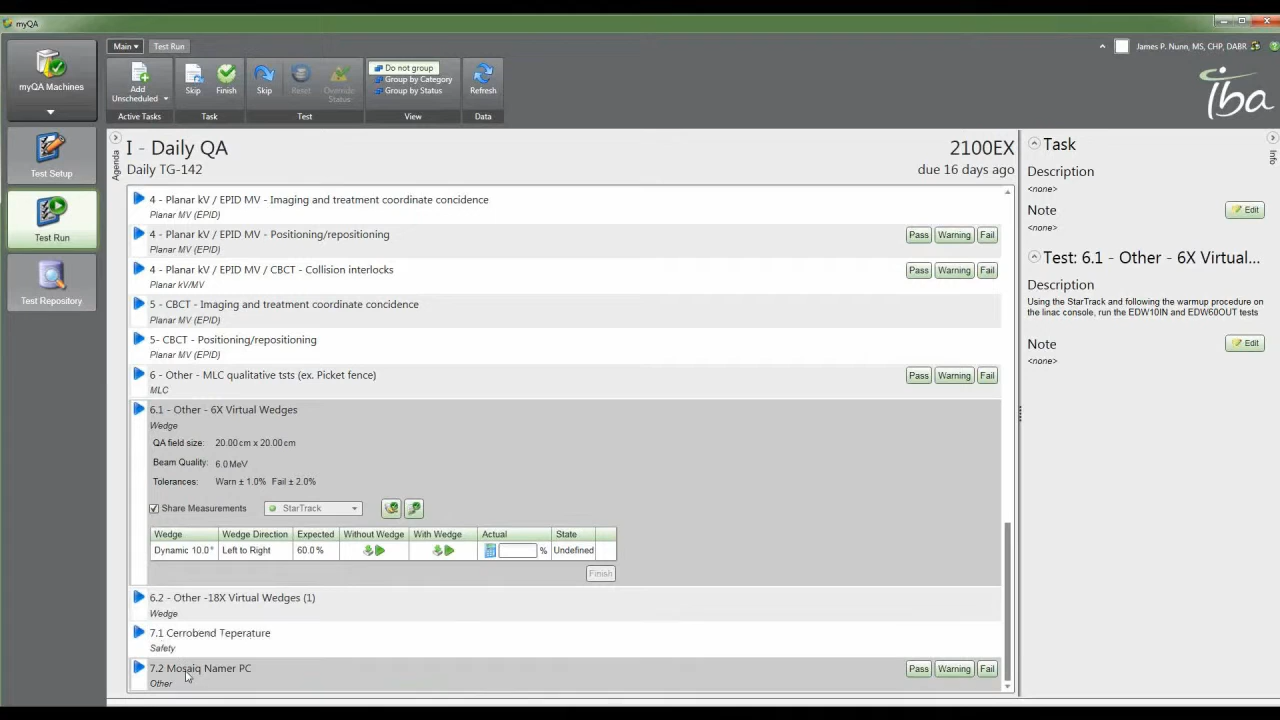 myQA
Main
Test Run
James P. Nunn, MS, CHP, DABR
myQA Machines
Add
Unscheduled
Skip
Finish
Skip
Reset
Override
Status
Do not group
Group by Category
Group by Status
Refresh
Active Tasks
Task
Test
View
Data
iba
Test Setup
Test Run
Test Repository
Agenda
I - Daily QA
2100EX
Daily TG-142
due 16 days ago
4 - Planar kV / EPID MV - Imaging and treatment coordinate concidence
Planar MV (EPID)
4 - Planar kV / EPID MV - Positioning/repositioning
Planar MV (EPID)
Pass Warning Fail
4 - Planar kV / EPID MV / CBCT - Collision interlocks
Planar kV/MV
Pass Warning Fail
5 - CBCT - Imaging and treatment coordinate concidence
Planar MV (EPID)
5- CBCT - Positioning/repositioning
Planar MV (EPID)
6 - Other - MLC qualitative tsts (ex. Picket fence)
MLC
Pass Warning Fail
6.1 - Other - 6X Virtual Wedges
Wedge
QA field size: 20.00 cm x 20.00 cm
Beam Quality: 6.0 MeV
Tolerances: Warn ± 1.0% Fail ± 2.0%
Share Measurements StarTrack
Wedge Wedge Direction Expected Without Wedge With Wedge Actual State
Dynamic 10.0° Left to Right 60.0 % % Undefined
Finish
6.2 - Other -18X Virtual Wedges (1)
Wedge
7.1 Cerrobend Teperature
Safety
7.2 Mosaiq Namer PC
Other
Pass Warning Fail
Task
Info
Description
<none>
Note Edit
<none>
Test: 6.1 - Other - 6X Virtual...
Description
Using the StarTrack and following the warmup procedure on
the linac console, run the EDW10IN and EDW60OUT tests
Note Edit
<none>